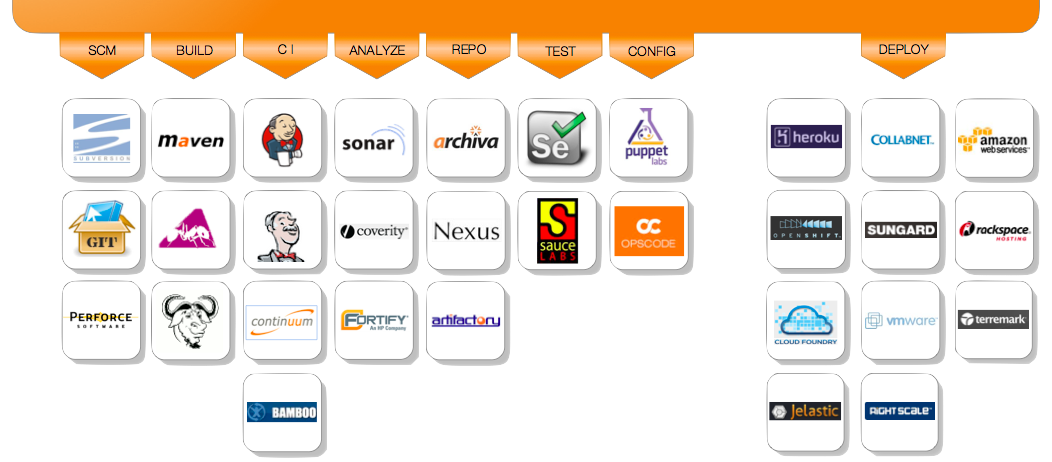 SCM
BUILD
C I
ANALYZE
REPO
TEST
CONFIG
DEPLOY
SUBVERSION
maven
sonar
archiva
Se
puppet
labs
heroku
COLLABNET
amazon
web services™
GIT
coverity®
Nexus
SAUCE
LABS
OC
OPSCODE
OPENSHIFT
SUNGARD
rackspace.
HOSTING
PERFORCE
SOFTWARE
continuum
FORTIFY
An HP Company
artifactory
CLOUD FOUNDRY
vmware
terremark
BAMBOO
Jelastic
RIGHTSCALE